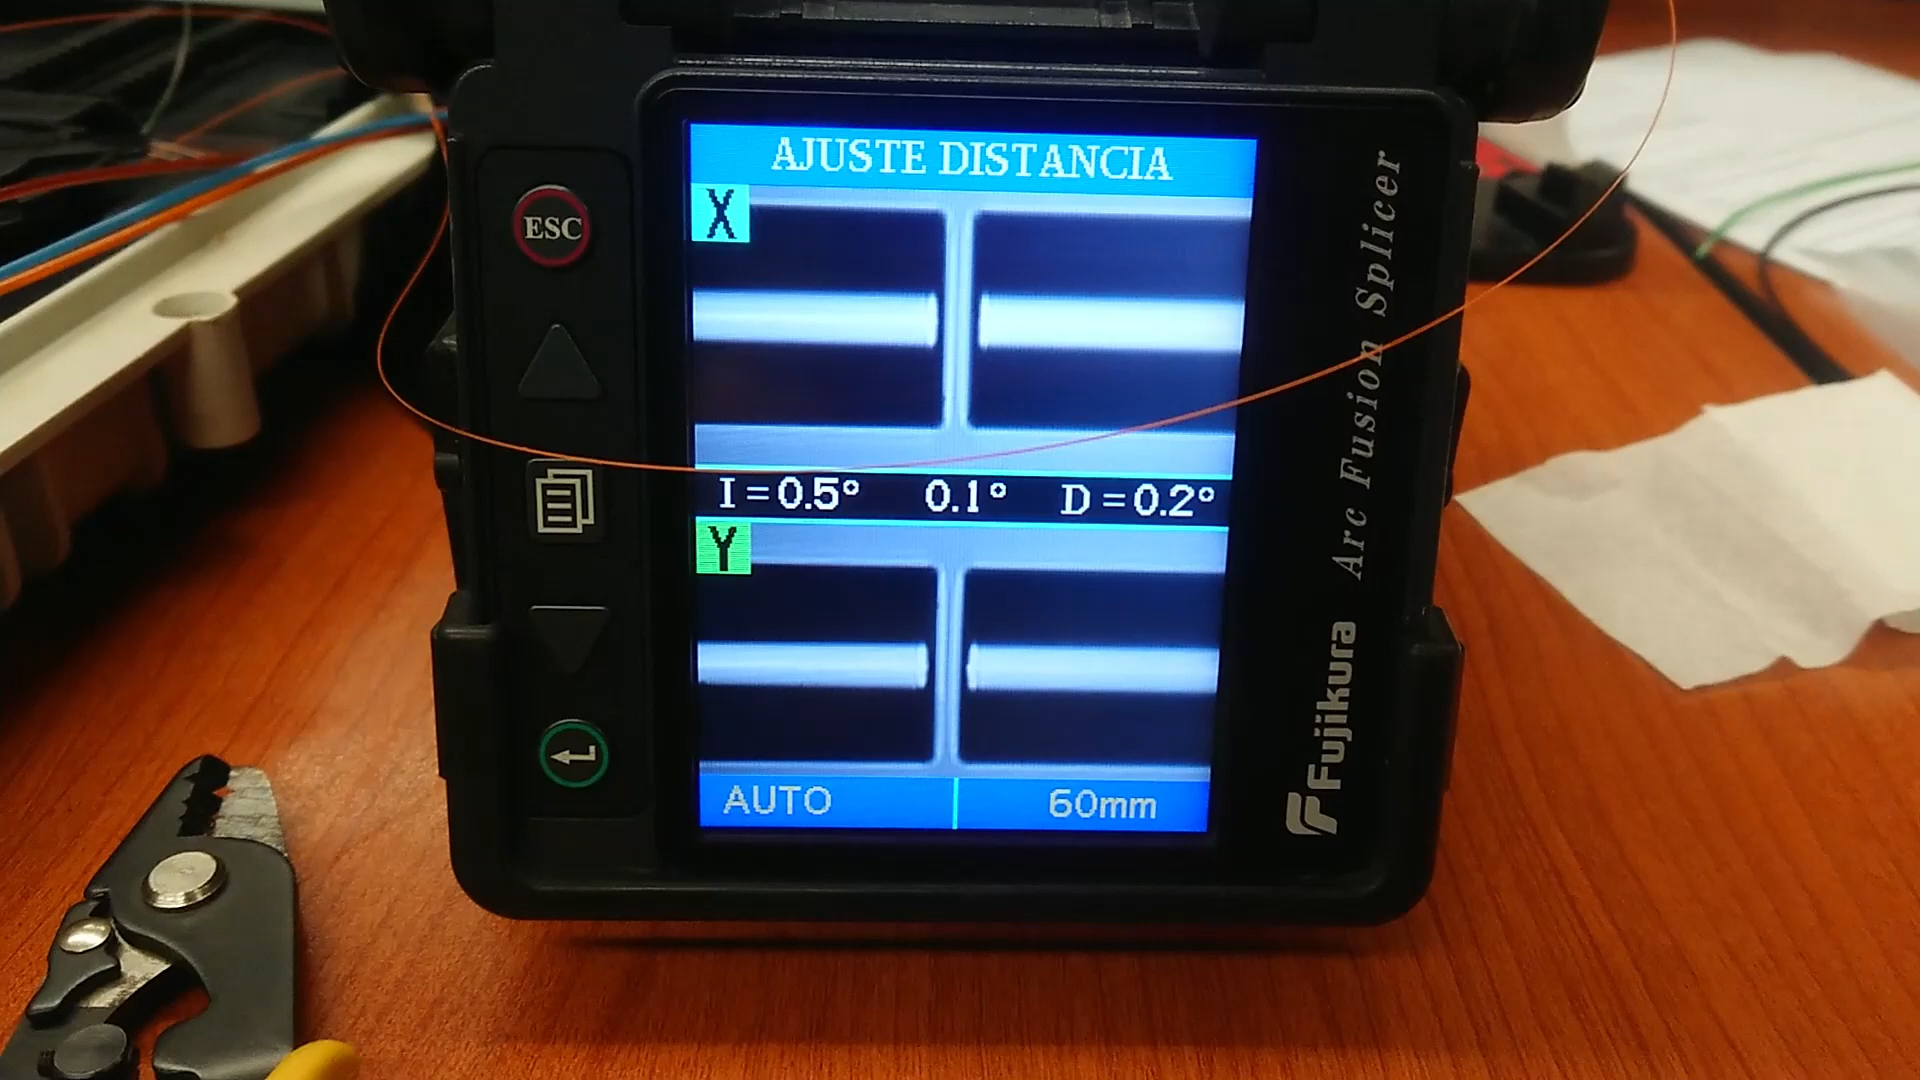 AJUSTE DISTANCIA
X
I = 0.5° 0.1° D = 0.2°
Y
AUTO 60mm
ESC
Fujikura Arc Fusion Splicer